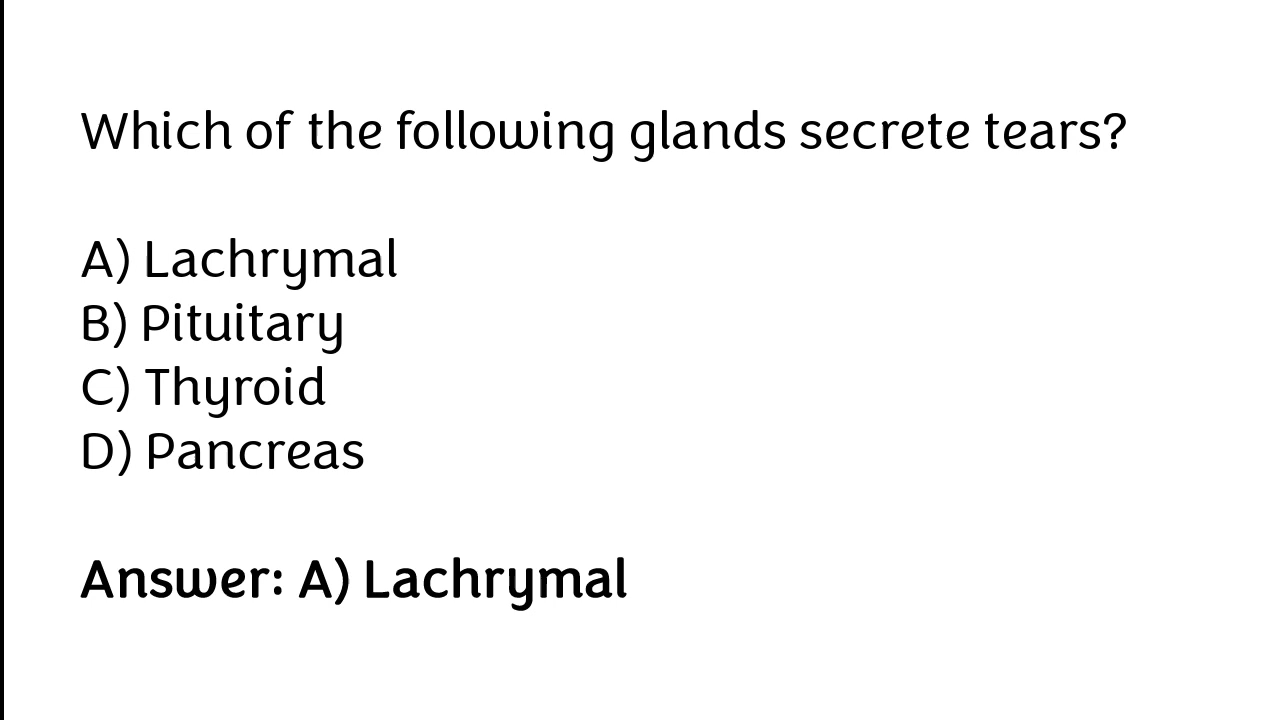 Which of the following glands secrete tears?
A) Lachrymal
B) Pituitary
C) Thyroid
D) Pancreas
Answer: A) Lachrymal